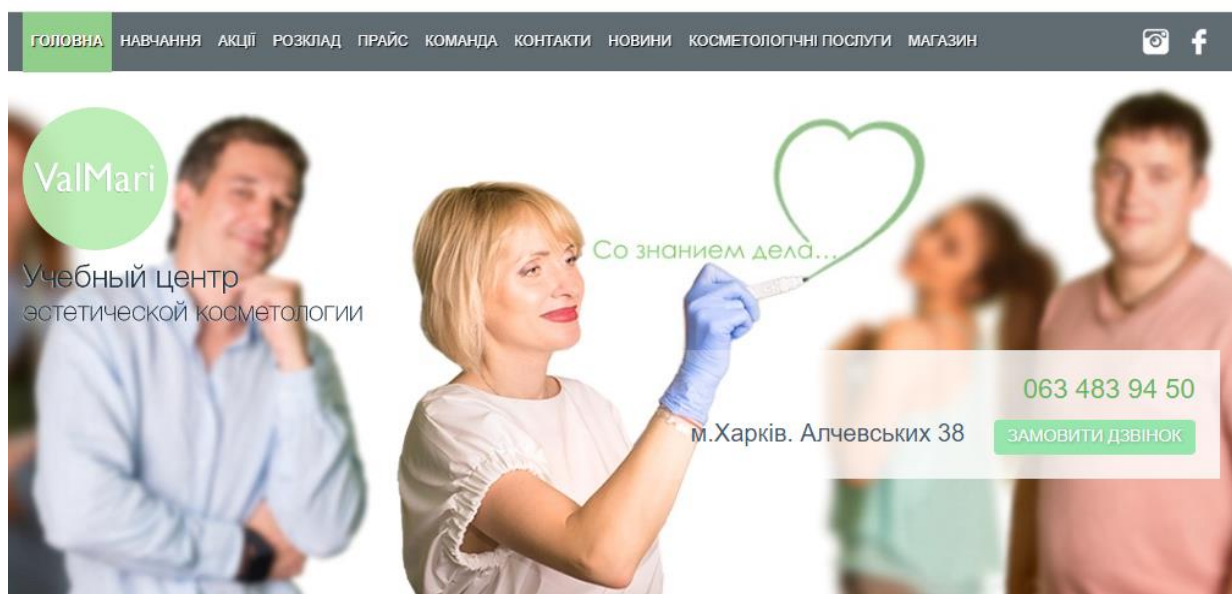 ГОЛОВНА НАВЧАННЯ АКЦІЇ РОЗКЛАД ПРАЙС КОМАНДА КОНТАКТИ НОВИНИ КОСМЕТОЛОГІЧНІ ПОСЛУГИ МАГАЗИН
ValMari
Со знанием дела...
Учебный центр
эстетической косметологии
063 483 94 50
м.Харків. Алчевських 38
ЗАМОВИТИ ДЗВІНОК